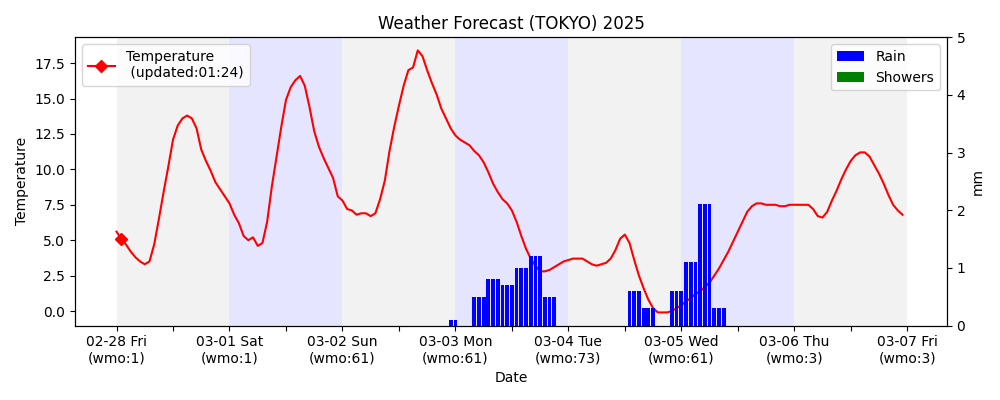 Weather Forecast (TOKYO) 2025
Temperature
(updated:01:24)
Rain
Showers
Temperature
17.5
15.0
12.5
10.0
7.5
5.0
2.5
0.0
5
4
3
2
1
0
mm
02-28 Fri
(wmo:1)
03-01 Sat
(wmo:1)
03-02 Sun
(wmo:61)
03-03 Mon
(wmo:61)
03-04 Tue
(wmo:73)
03-05 Wed
(wmo:61)
03-06 Thu
(wmo:3)
03-07 Fri
(wmo:3)
Date